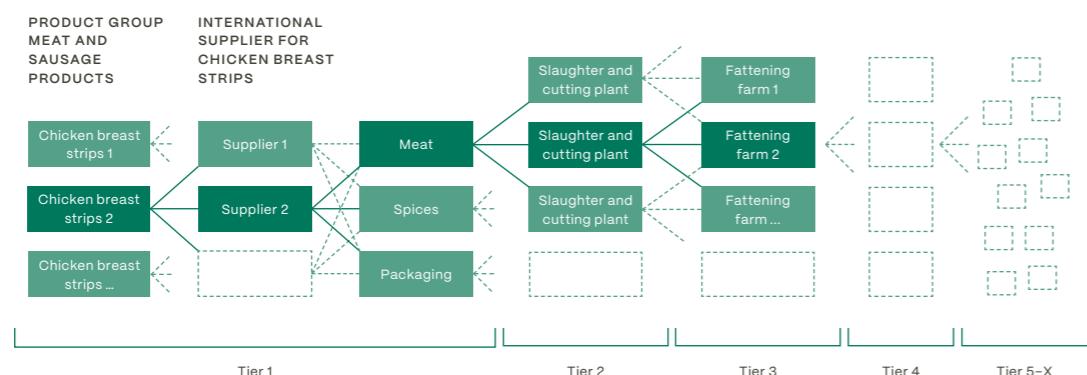 PRODUCT GROUP
MEAT AND
SAUSAGE
PRODUCTS
INTERNATIONAL
SUPPLIER FOR
CHICKEN BREAST
STRIPS
Chicken breast
strips 1
Chicken breast
strips 2
Chicken breast
strips ...
Supplier 1
Supplier 2
Meat
Spices
Packaging
Slaughter and
cutting plant
Slaughter and
cutting plant
Slaughter and
cutting plant
Fattening
farm 1
Fattening
farm 2
Fattening
farm ...
Tier 1
Tier 2
Tier 3
Tier 4
Tier 5–X